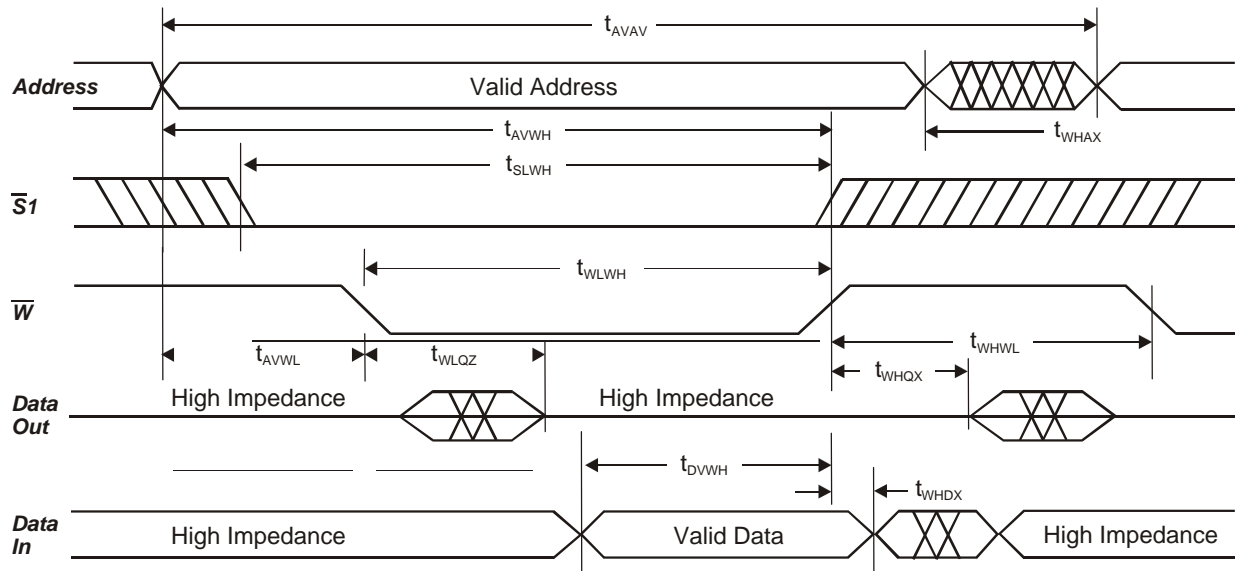 tAVAV
Address
Valid Address
tAVWH
tWHAX
tSLWH
S1
tWLWH
W
tAVWL
tWLQZ
tWHWL
tWHQX
Data
Out
High Impedance
High Impedance
tDVWH
tWHDX
Data
In
High Impedance
Valid Data
High Impedance